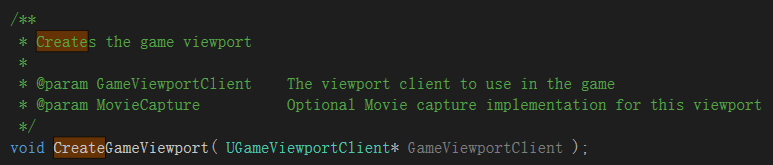 /**
* Creates the game viewport
*
* @param GameViewportClient    The viewport client to use in the game
* @param MovieCapture          Optional Movie capture implementation for this viewport
*/
void CreateGameViewport( UGameViewportClient* GameViewportClient );